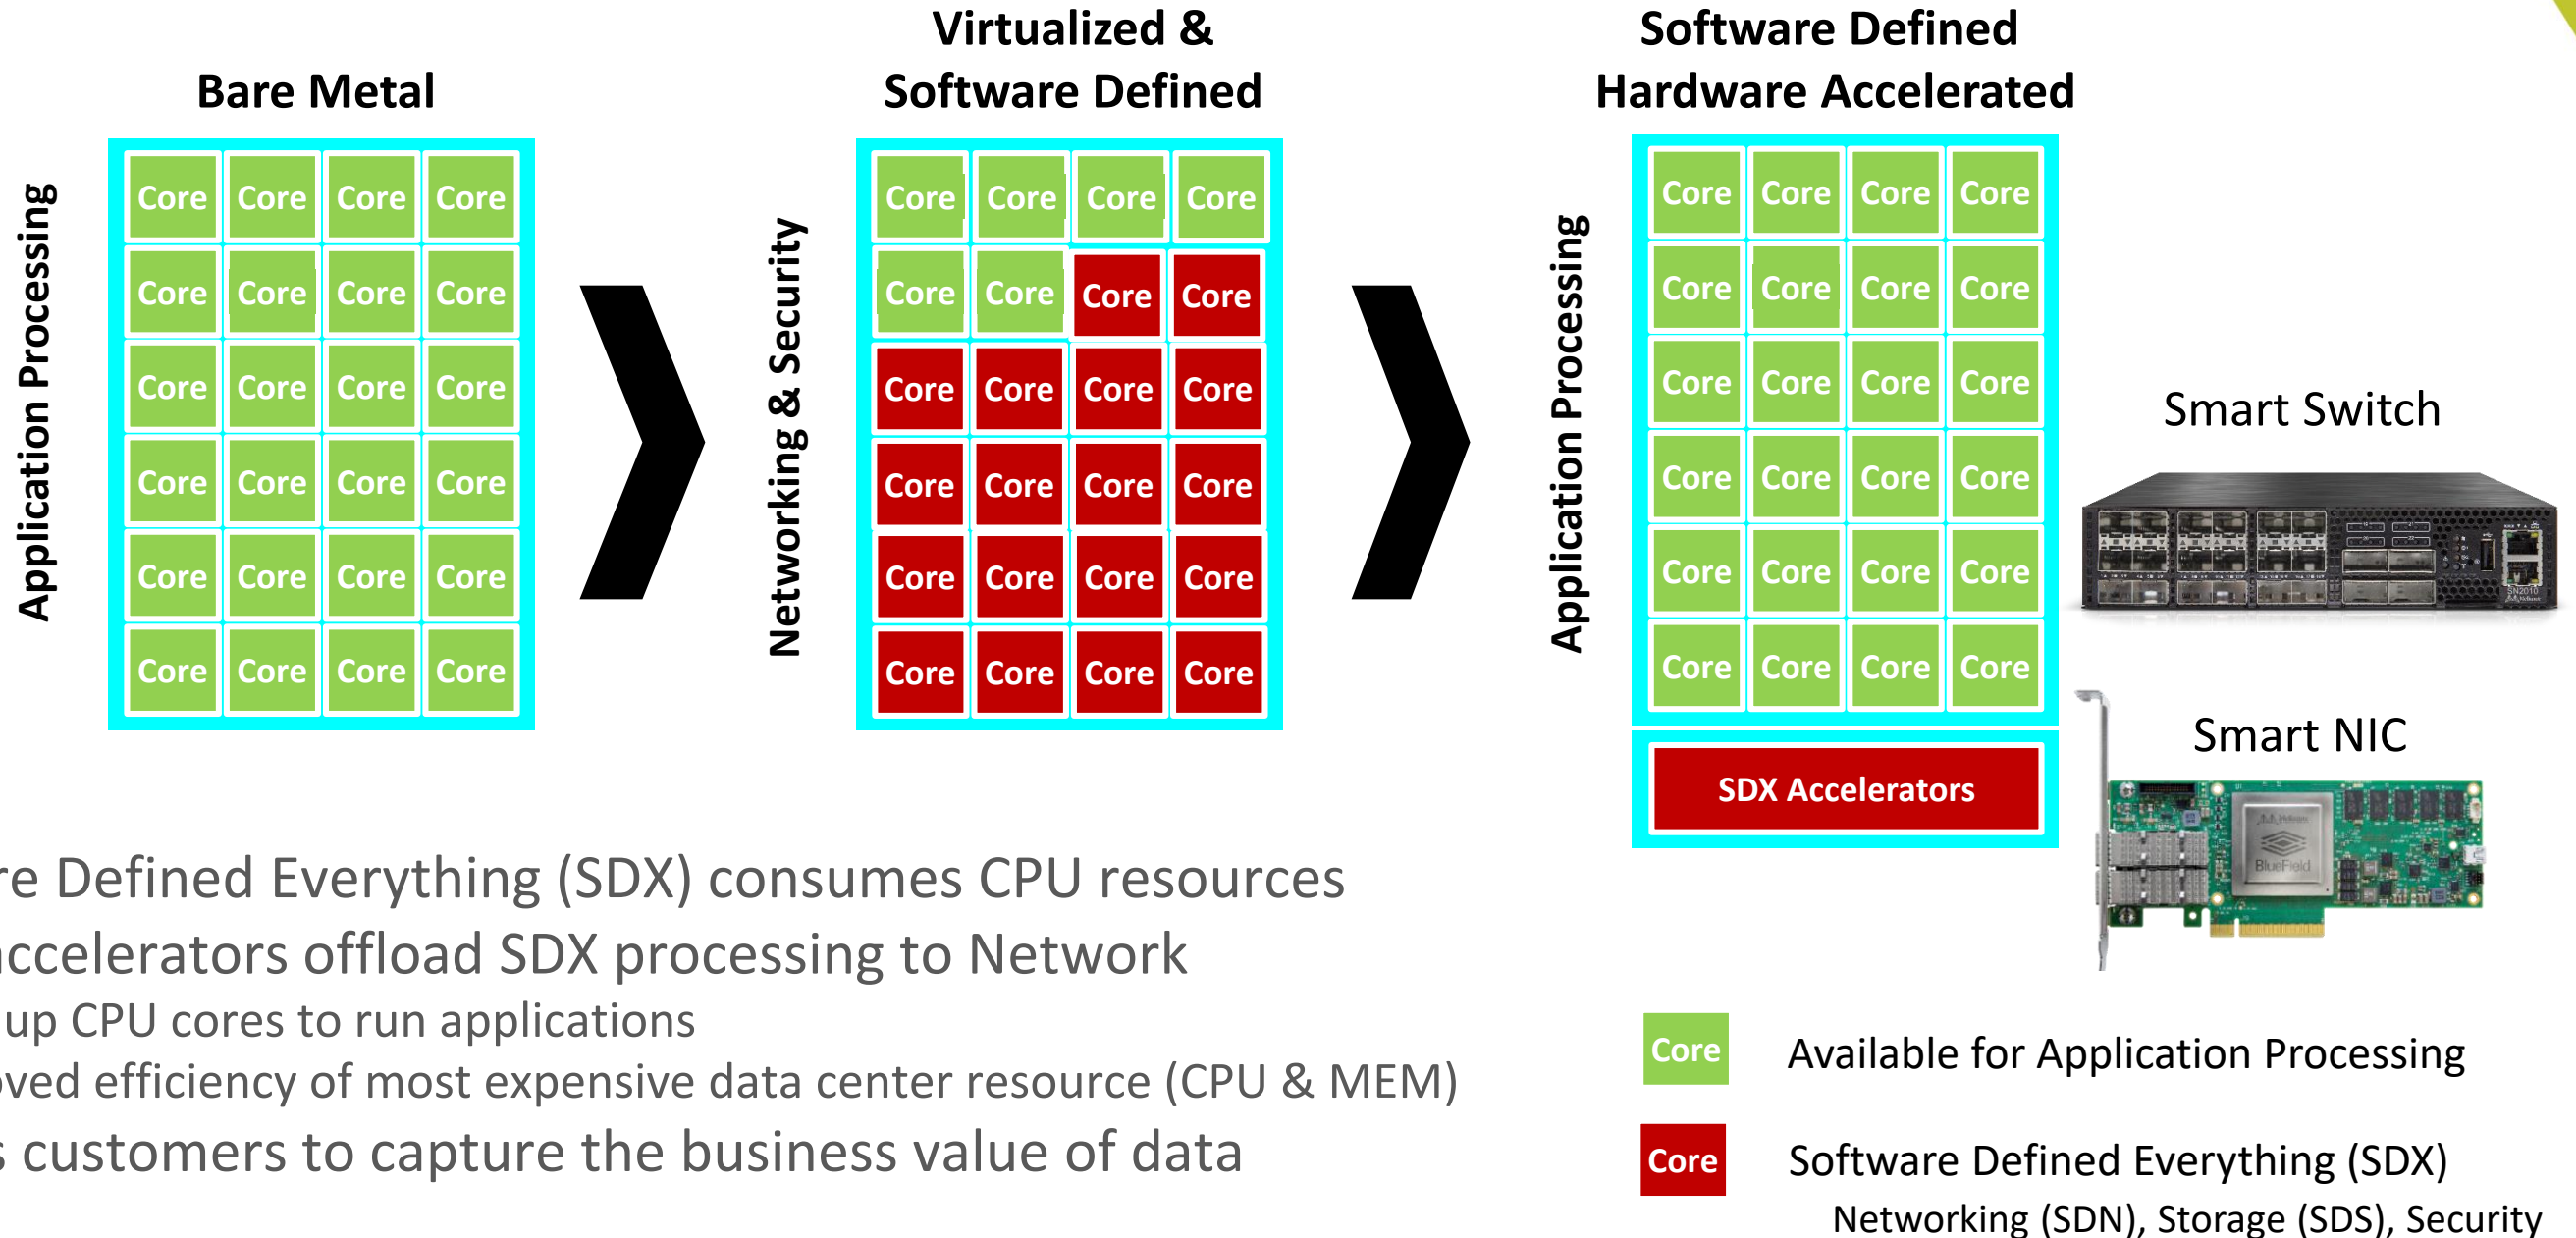 Bare Metal
Virtualized &
Software Defined
Software Defined
Hardware Accelerated
Application Processing
Core Core Core Core
Core Core Core Core
Core Core Core Core
Core Core Core Core
Core Core Core Core
Core Core Core Core
Networking & Security
Core Core Core Core
Core Core Core Core
Core Core Core Core
Core Core Core Core
Core Core Core Core
Core Core Core Core
Application Processing
Core Core Core Core
Core Core Core Core
Core Core Core Core
Core Core Core Core
Core Core Core Core
Core Core Core Core
SDX Accelerators
Smart Switch
SN2010
Smart NIC
Mellanox
BlueField
re Defined Everything (SDX) consumes CPU resources
accelerators offload SDX processing to Network
up CPU cores to run applications
oved efficiency of most expensive data center resource (CPU & MEM)
s customers to capture the business value of data
Core Available for Application Processing
Core Software Defined Everything (SDX)
Networking (SDN), Storage (SDS), Security